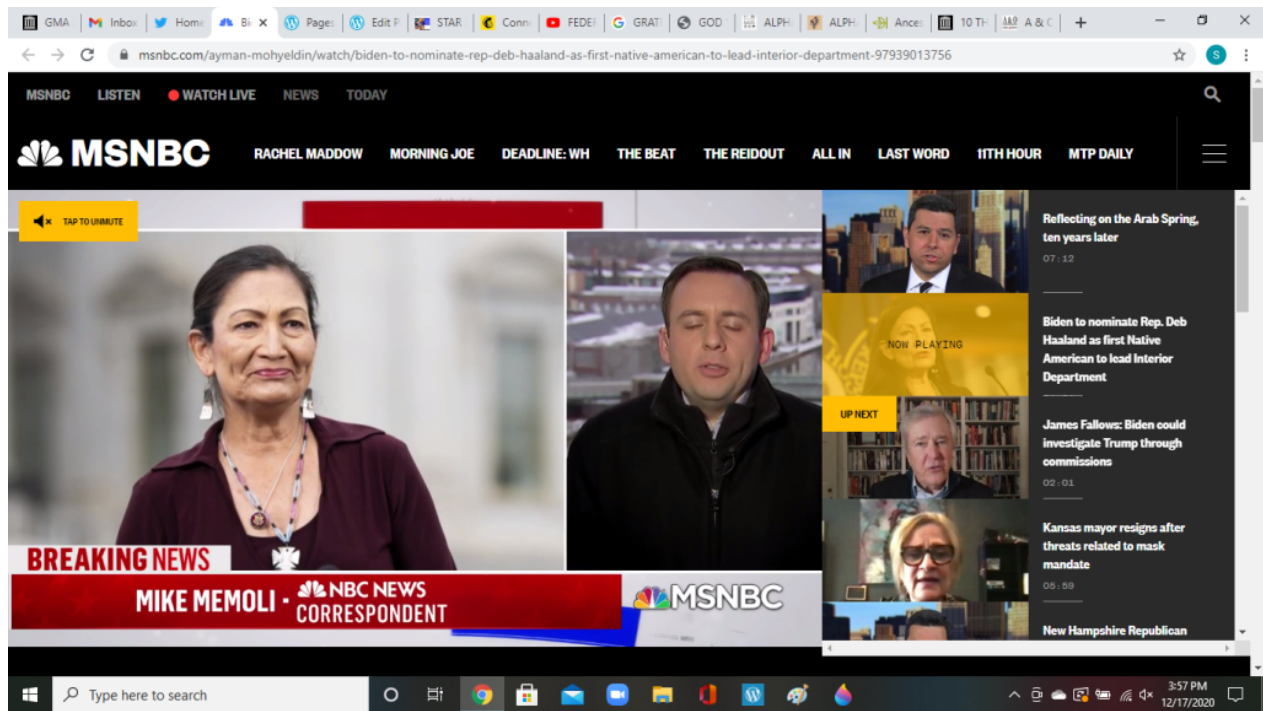 GMA
Inbox
Home
Bi
Pages
Edit P
STAR
Conn
FEDEF
GRATI
GOD
ALPH
ALPH
Ances
10 TH
A & C
msnbc.com/ayman-mohyeldin/watch/biden-to-nominate-rep-deb-haaland-as-first-native-american-to-lead-interior-department-97939013756
S
MSNBC LISTEN WATCH LIVE NEWS TODAY
MSNBC
RACHEL MADDOW MORNING JOE DEADLINE: WH THE BEAT THE REIDOUT ALL IN LAST WORD 11TH HOUR MTP DAILY
TAP TO UNMUTE
BREAKING NEWS
MIKE MEMOLI - NBC NEWS
CORRESPONDENT
MSNBC
Reflecting on the Arab Spring,
ten years later
07:12
NOW PLAYING
Biden to nominate Rep. Deb
Haaland as first Native
American to lead Interior
Department
UP NEXT
James Fallows: Biden could
investigate Trump through
commissions
02:01
Kansas mayor resigns after
threats related to mask
mandate
05:59
New Hampshire Republican
Type here to search
3:57 PM
12/17/2020